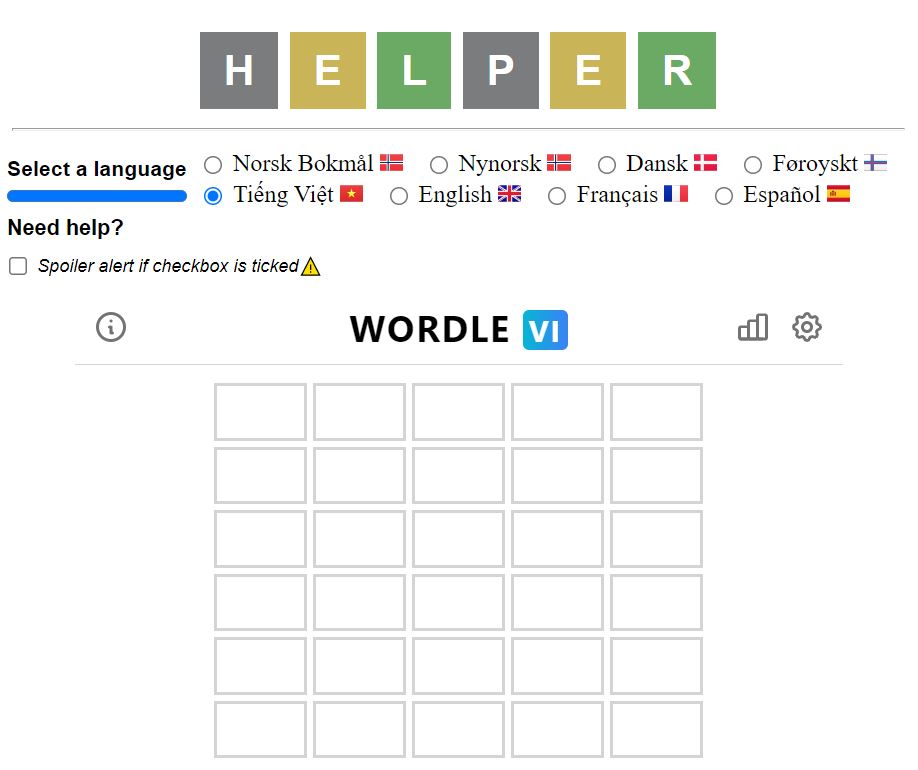 HELPER
Select a language
Norsk Bokmål Nynorsk Dansk Føroyskt
Tiếng Việt English Français Español
Need help?
Spoiler alert if checkbox is ticked
WORDLE VI